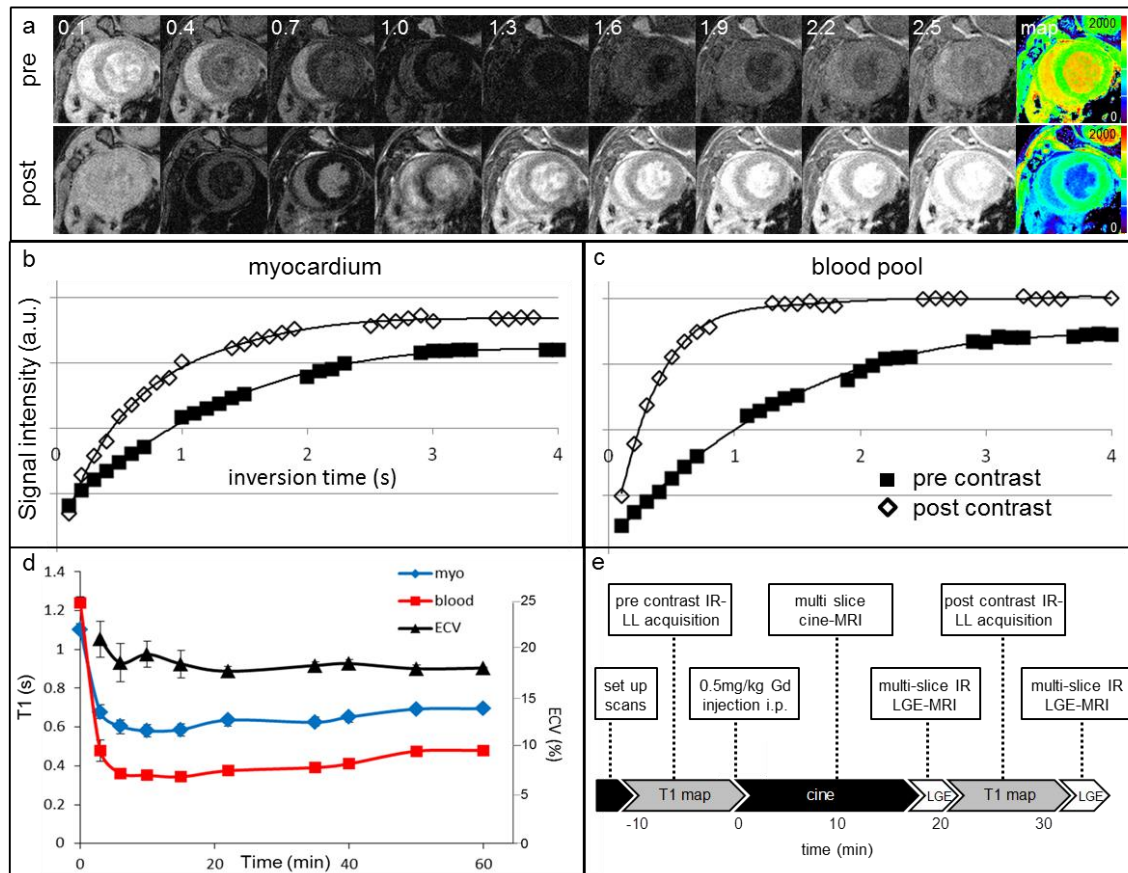 a
pre
0.1 0.4 0.7 1.0 1.3 1.6 1.9 2.2 2.5 map
2000
0
post
2000
0
b myocardium
Signal intensity (a.u.)
0 1 2 3 4
inversion time (s)
c blood pool
0 1 2 3 4
pre contrast
post contrast
d
T1 (s)
1.4
1.2
1
0.8
0.6
0.4
0.2
0
myo
blood
ECV
25
20
15
10
5
0
ECV (%)
0 20 40 60
Time (min)
e
pre contrast IR-
LL acquisition
multi slice
cine-MRI
post contrast IR-
LL acquisition
set up
scans
0.5mg/kg Gd
injection i.p.
multi-slice IR
LGE-MRI
multi-slice IR
LGE-MRI
T1 map cine LGE T1 map LGE
-10 0 10 20 30
time (min)